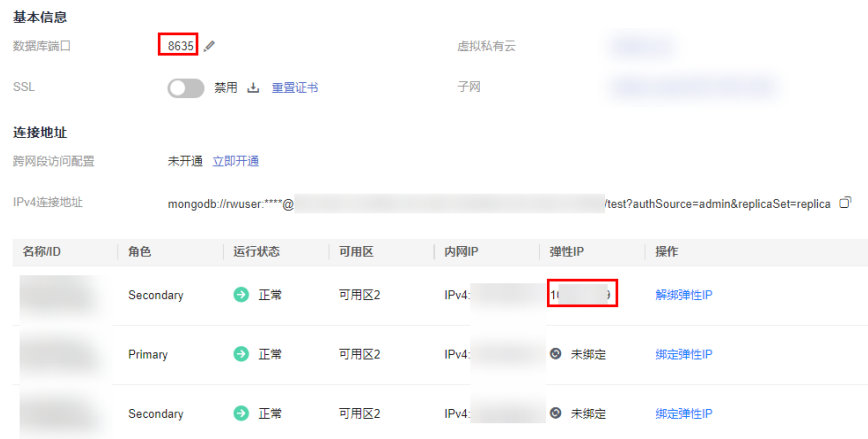 基本信息
数据库端口 8635 虚拟私有云
SSL 禁用 重置证书 子网
连接地址
跨网段访问配置 未开通 立即开通
IPv4连接地址 mongodb://rwuser:****@ /test?authSource=admin&replicaSet=replica
名称/ID 角色 运行状态 可用区 内网IP 弹性IP 操作
Secondary 正常 可用区2 IPv4: 解绑弹性IP
Primary 正常 可用区2 IPv4: 未绑定 绑定弹性IP
Secondary 正常 可用区2 IPv4: 未绑定 绑定弹性IP